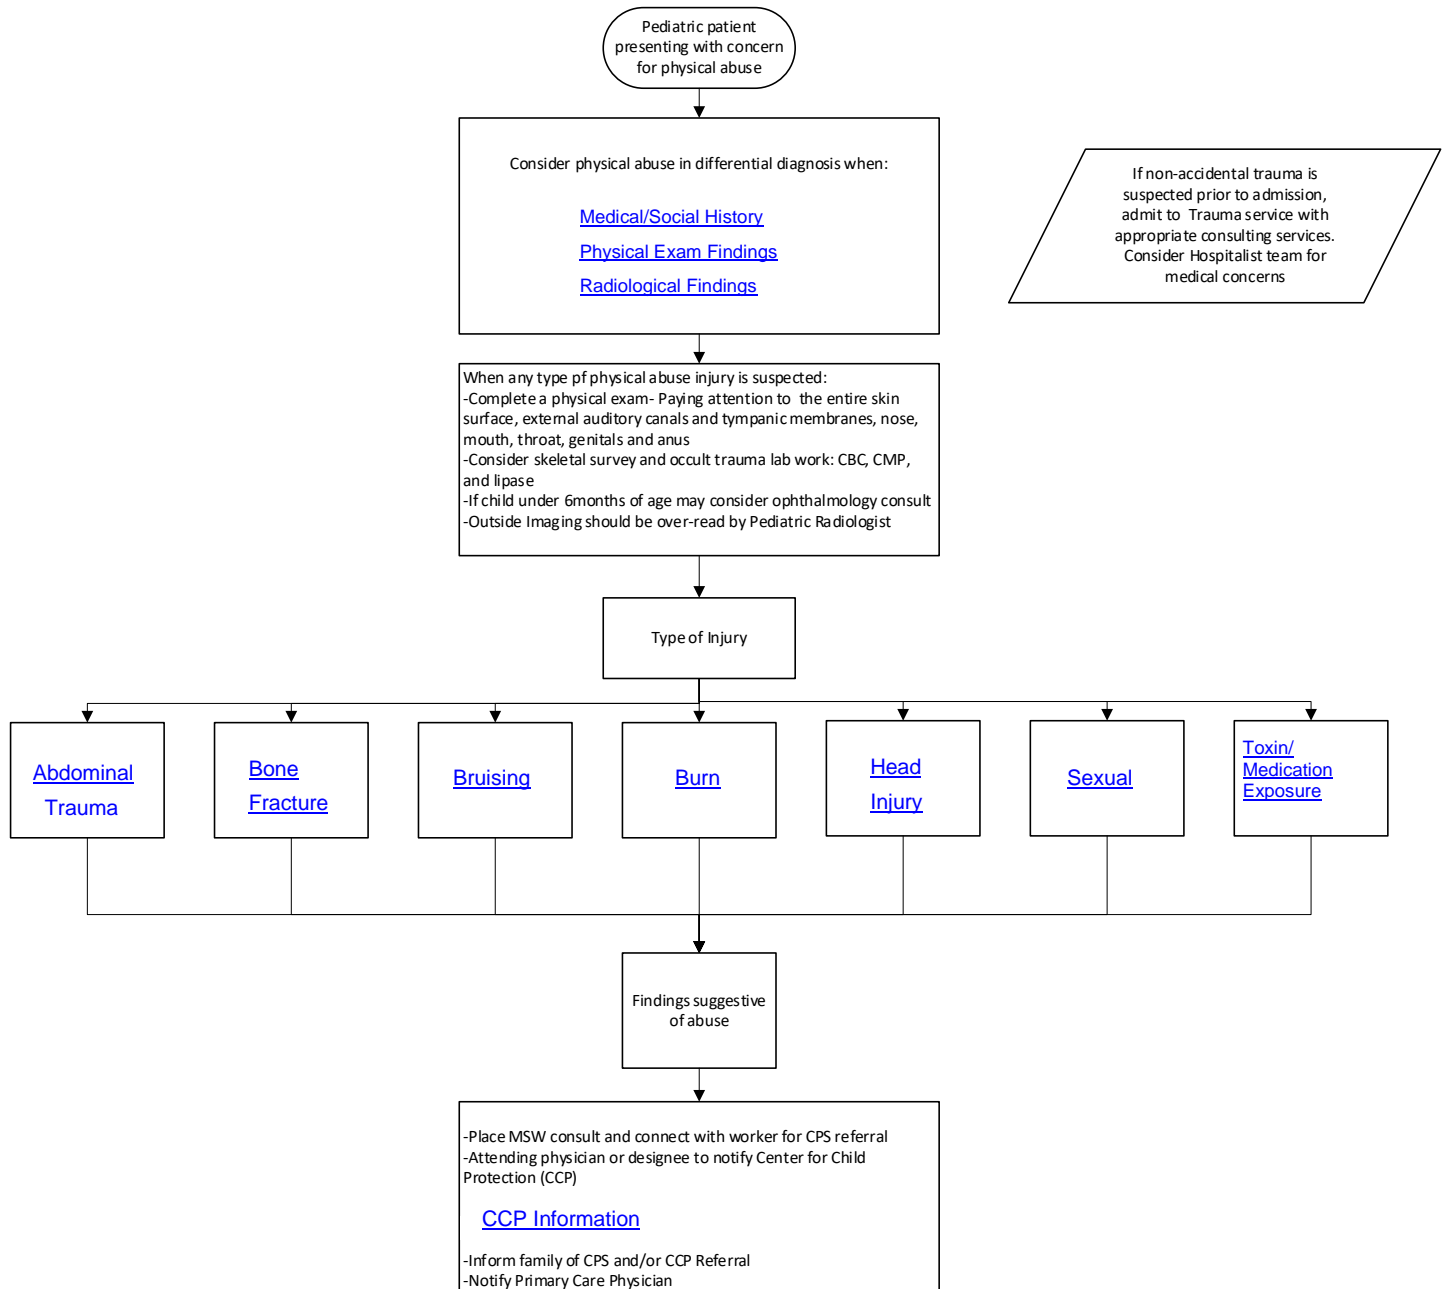 Pediatric patient
presenting with concern
for physical abuse
Consider physical abuse in differential diagnosis when:
Medical/Social History
Physical Exam Findings
Radiological Findings
If non-accidental trauma is
suspected prior to admission,
admit to Trauma service with
appropriate consulting services.
Consider Hospitalist team for
medical concerns
When any type pf physical abuse injury is suspected:
-Complete a physical exam- Paying attention to the entire skin
surface, external auditory canals and tympanic membranes, nose,
mouth, throat, genitals and anus
-Consider skeletal survey and occult trauma lab work: CBC, CMP,
and lipase
-If child under 6months of age may consider ophthalmology consult
-Outside Imaging should be over-read by Pediatric Radiologist
Type of Injury
Abdominal
Trauma
Bone
Fracture
Bruising
Burn
Head
Injury
Sexual
Toxin/
Medication
Exposure
Findings suggestive
of abuse
-Place MSW consult and connect with worker for CPS referral
-Attending physician or designee to notify Center for Child
Protection (CCP)
CCP Information
-Inform family of CPS and/or CCP Referral
-Notify Primary Care Physician